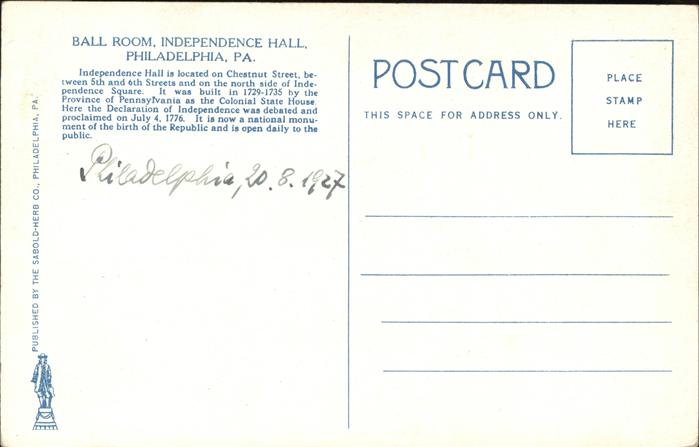 BALL ROOM, INDEPENDENCE HALL,
PHILADELPHIA, PA.
Independence Hall is located on Chestnut Street, be-
tween 5th and 6th Streets and on the north side of Inde-
pendence Square. It was built in 1729-1735 by the
Province of Pennsylvania as the Colonial State House.
Here the Declaration of Independence was debated and
proclaimed on July 4, 1776. It is now a national monu-
ment of the birth of the Republic and is open daily to the
public.
Philadelphia, 20.8.1927
PUBLISHED BY THE SABOLD-HERB CO., PHILADELPHIA, PA.
POSTCARD
THIS SPACE FOR ADDRESS ONLY.
PLACE
STAMP
HERE